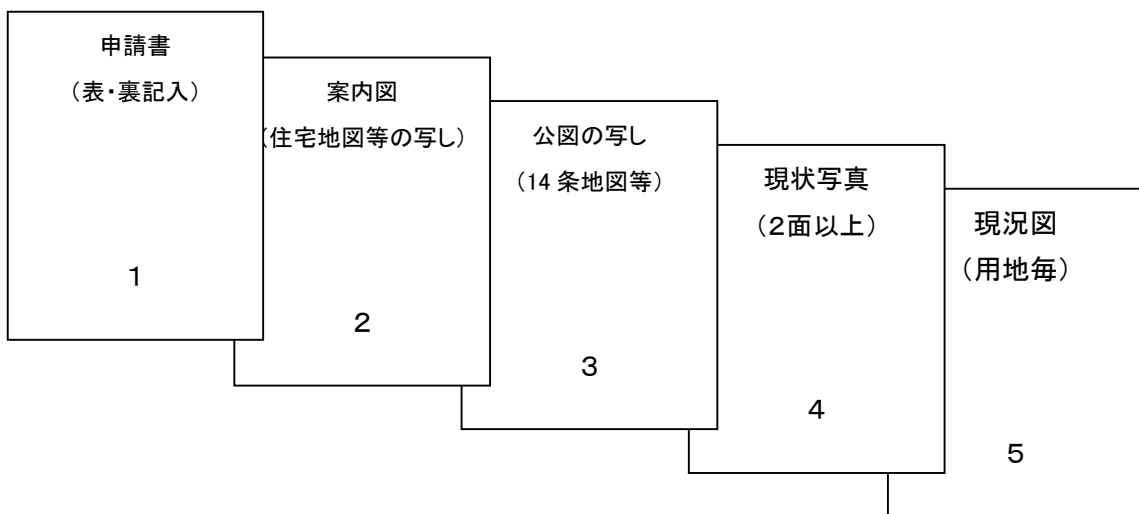 申請書
（表・裏記入）
1
案内図
（住宅地図等の写し）
2
公図の写し
（14 条地図等）
3
現状写真
（２面以上）
4
現況図
（用地毎）
5